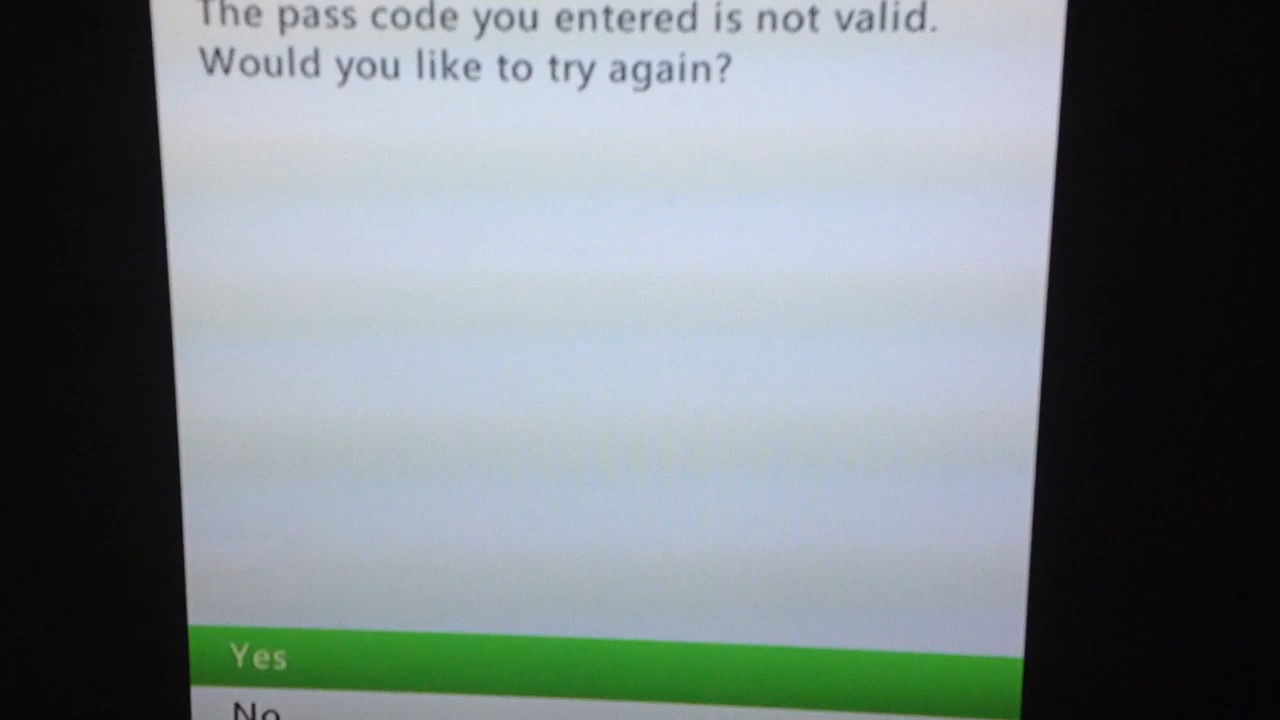 The pass code you entered is not valid.
Would you like to try again?
Yes
No